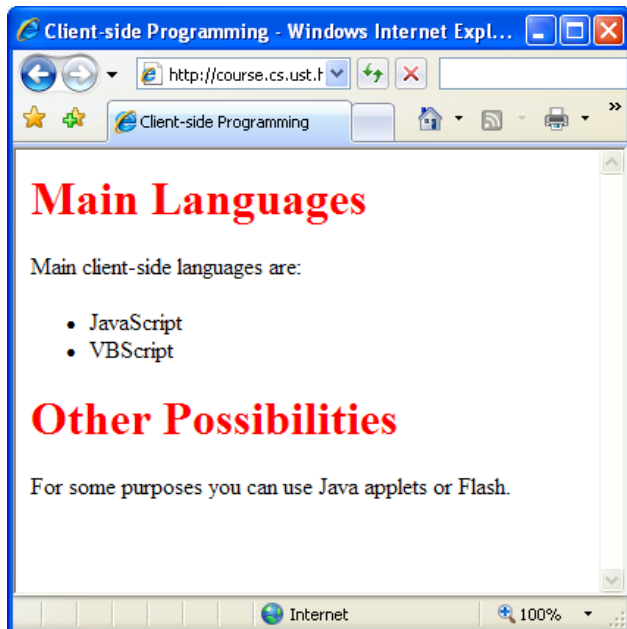 Client-side Programming - Windows Internet Expl...
http://course.cs.ust.h
Client-side Programming
»
Main Languages
Main client-side languages are:
• JavaScript
• VBScript
Other Possibilities
For some purposes you can use Java applets or Flash.
Internet
100%